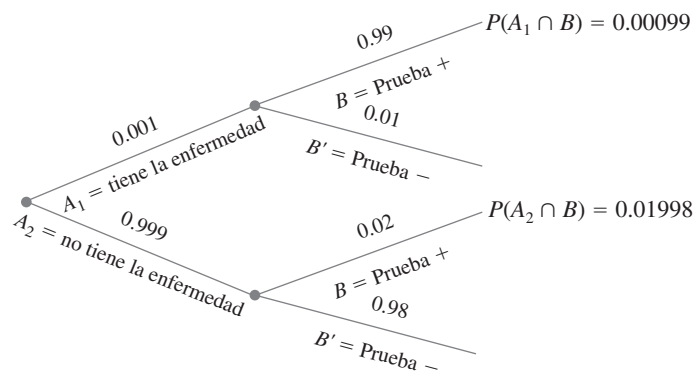 0.99
P(A₁ ∩ B) = 0.00099
B = Prueba +
0.001
0.01
A₁ = tiene la enfermedad
B' = Prueba −
0.999
A₂ = no tiene la enfermedad
0.02
P(A₂ ∩ B) = 0.01998
B = Prueba +
0.98
B' = Prueba −